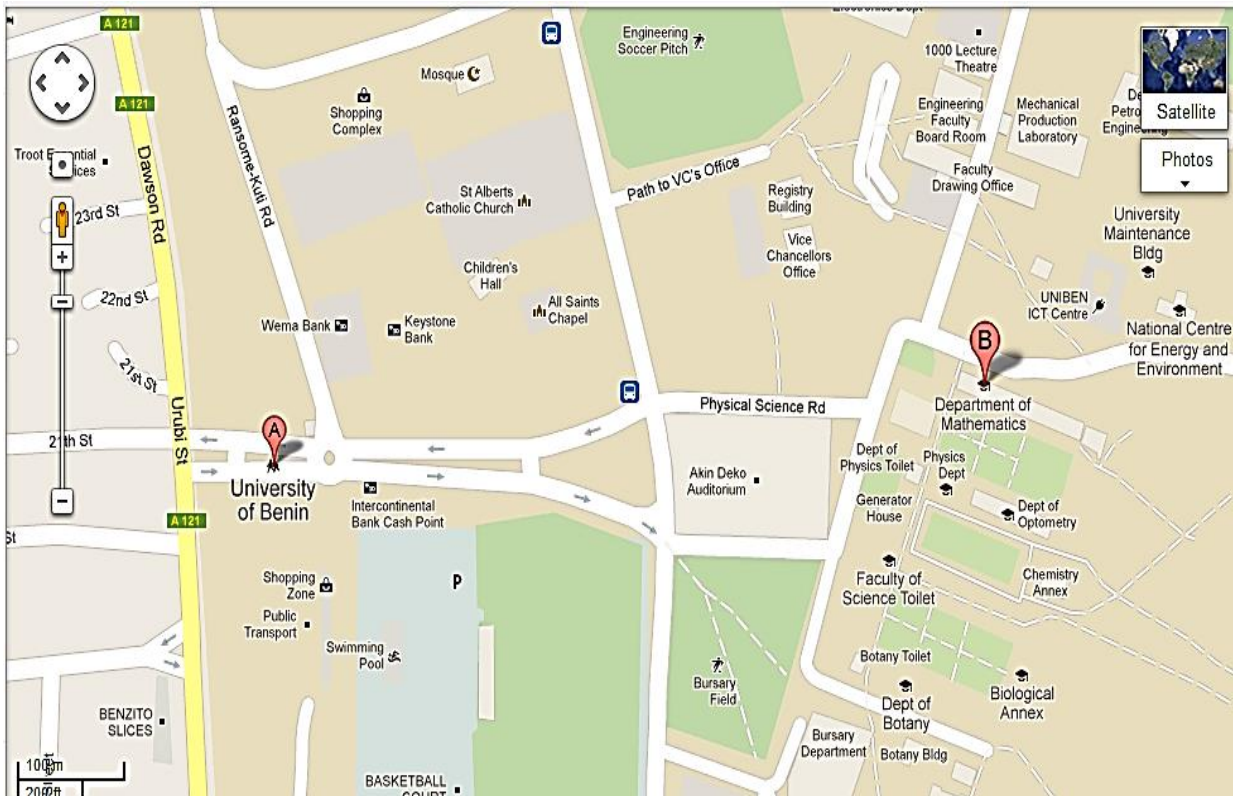 A 121
Engineering
Soccer Pitch
1000 Lecture
Theatre
Mosque
Satellite
A 121
Shopping
Complex
Engineering
Faculty
Board Room
Mechanical
Production
Laboratory
Engineering
Photos
Ransome-Kuti Rd
Dawson Rd
23rd St
St Alberts
Catholic Church
Path to VC's Office
Registry
Building
Faculty
Drawing Office
University
Maintenance
Bldg
Vice
Chancellors
Office
Children's
Hall
22nd St
All Saints
Chapel
UNIBEN
ICT Centre
Wema Bank
Keystone
Bank
National Centre
for Energy and
Environment
21st St
B
Physical Science Rd
Department of
Mathematics
Urubi St
A
University
of Benin
Akin Deko
Auditorium
Dept of
Physics Toilet
Physics
Dept
Intercontinental
Bank Cash Point
Generator
House
Dept of
Optometry
A 121
St
Shopping
Zone
P
Faculty of
Science Toilet
Chemistry
Annex
Public
Transport
Swimming
Pool
Bursary
Field
Botany Toilet
Biological
Annex
Dept of
Botany
BENZITO
SLICES
Bursary
Department
Botany Bldg
100m
200ft
BASKETBALL
COURT